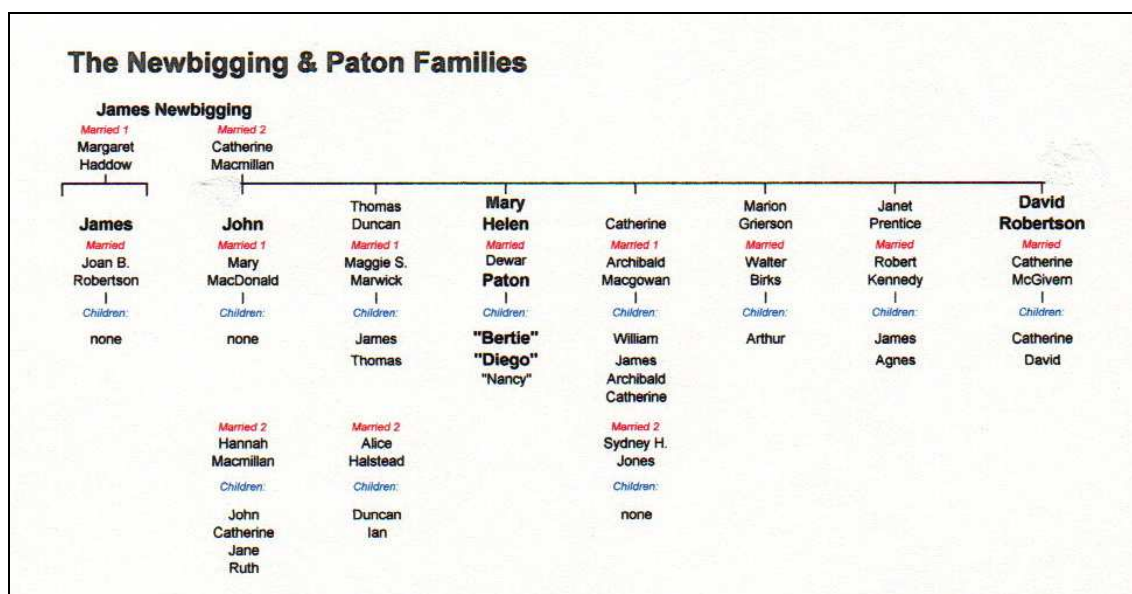 The Newbigging & Paton Families
James Newbigging
Married 1
Margaret
Haddow
James
Married
Joan B.
Robertson
Children:
none
Married 2
Catherine
Macmillan
John
Married 1
Mary
MacDonald
Children:
none
Married 2
Hannah
Macmillan
Children:
John
Catherine
Jane
Ruth
Thomas
Duncan
Married 1
Maggie S.
Marwick
Children:
James
Thomas
Married 2
Alice
Halstead
Children:
Duncan
Ian
Mary
Helen
Married
Dewar
Paton
Children:
"Bertie"
"Diego"
"Nancy"
Catherine
Married 1
Archibald
Macgowan
Children:
William
James
Archibald
Catherine
Married 2
Sydney H.
Jones
Children:
none
Marion
Grierson
Married
Walter
Birks
Children:
Arthur
Janet
Prentice
Married
Robert
Kennedy
Children:
James
Agnes
David
Robertson
Married
Catherine
McGivern
Children:
Catherine
David